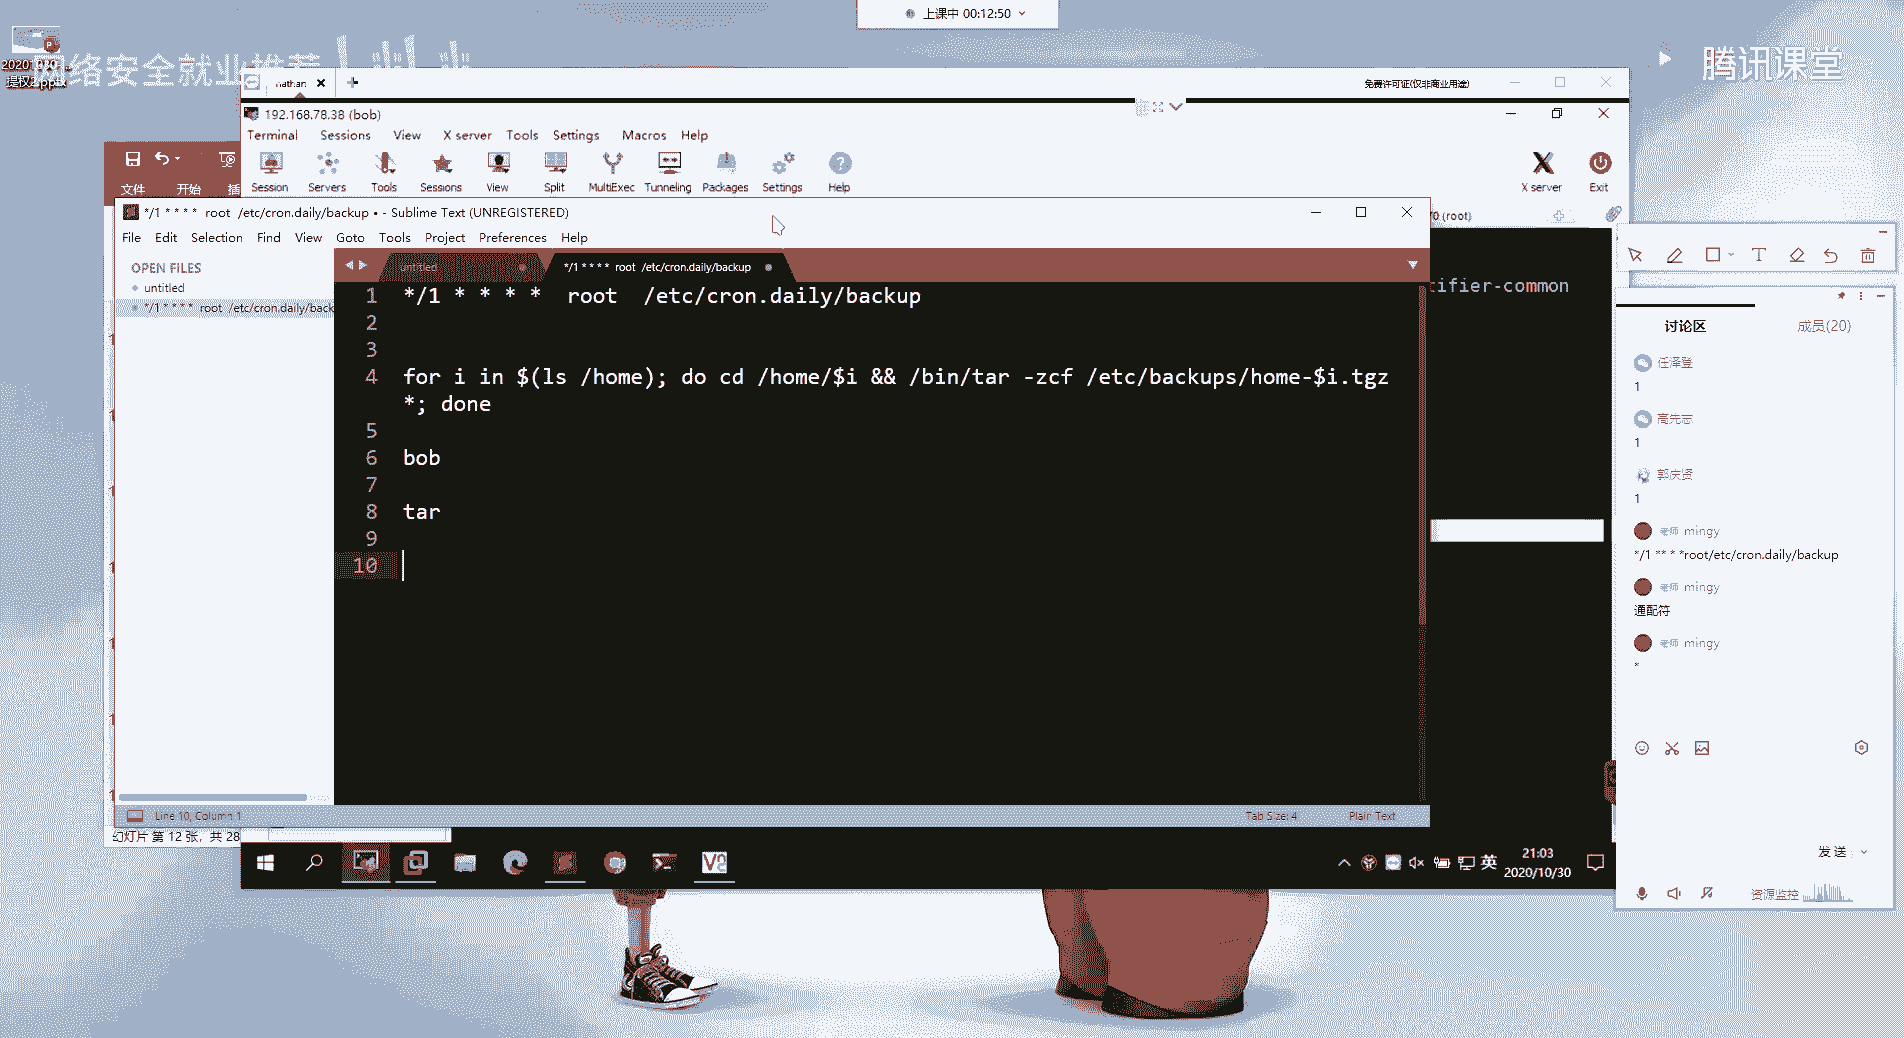 上课中 00:12:50
网络安全就业推荐
腾讯课堂
nathan
免费许可证(仅非商业用途)
192.168.78.38 (bob)
Terminal Sessions View X server Tools Settings Macros Help
Session Servers Tools Sessions View Split MultiExec Tunneling Packages Settings Help
X server Exit
文件 开始 插
/0 (root)
*/1 * * * *  root  /etc/cron.daily/backup • - Sublime Text (UNREGISTERED)
File Edit Selection Find View Goto Tools Project Preferences Help
OPEN FILES
untitled
*/1 * * * *  root  /etc/cron.daily/back
untitled
*/1 * * * *  root  /etc/cron.daily/backup
1 */1 * * * *  root  /etc/cron.daily/backup
2
3
4 for i in $(ls /home); do cd /home/$i && /bin/tar -zcf /etc/backups/home-$i.tgz
*; done
5
6 bob
7
8 tar
9
10
Line 10, Column 1
Tab Size: 4
Plain Text
tifier-common
幻灯片 第 12 张，共 28
英
21:03
2020/10/30
讨论区
成员(20)
任泽登
1
高先志
1
郭庆贤
1
老师 mingy
*/1 ** * *root/etc/cron.daily/backup
老师 mingy
通配符
老师 mingy
*
发送
资源监控